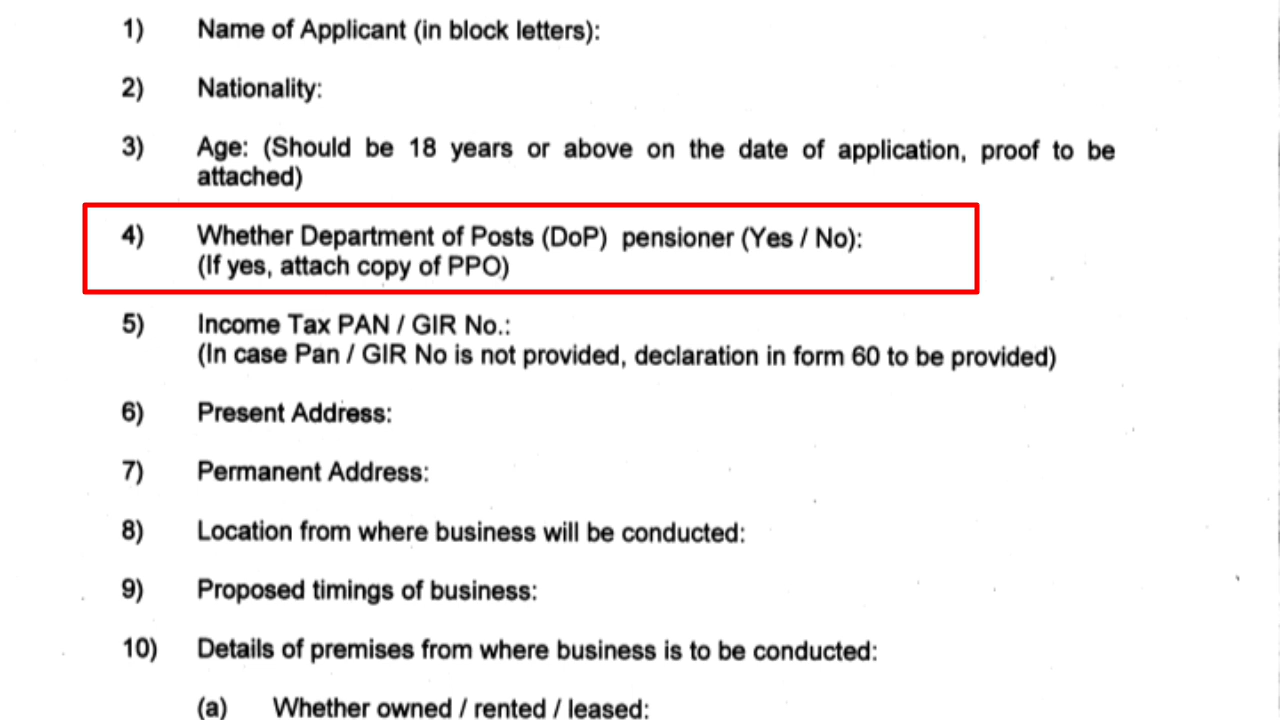 1) Name of Applicant (in block letters):
2) Nationality:
3) Age: (Should be 18 years or above on the date of application, proof to be
attached)
4) Whether Department of Posts (DoP) pensioner (Yes / No):
(If yes, attach copy of PPO)
5) Income Tax PAN / GIR No.:
(In case Pan / GIR No is not provided, declaration in form 60 to be provided)
6) Present Address:
7) Permanent Address:
8) Location from where business will be conducted:
9) Proposed timings of business:
10) Details of premises from where business is to be conducted:
(a) Whether owned / rented / leased: